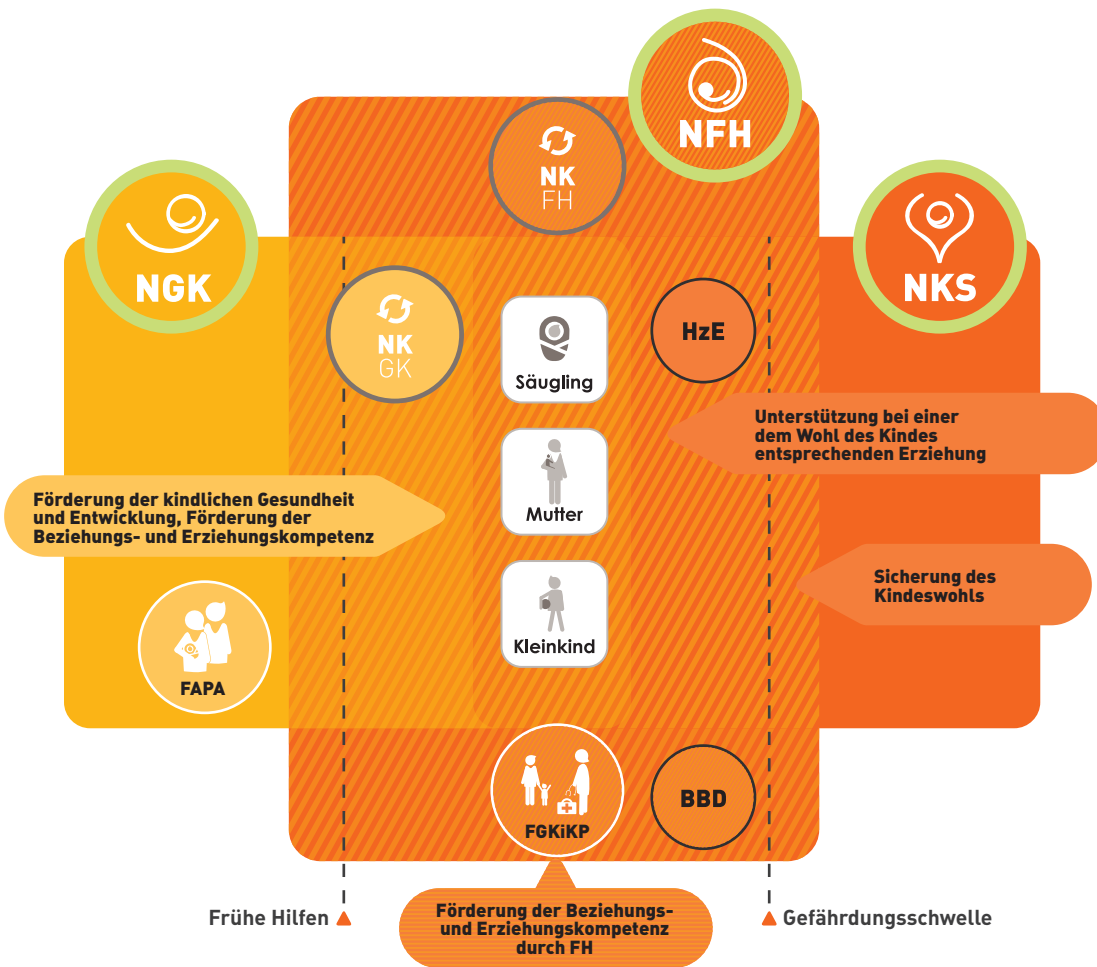 NFH
NK
FH
NGK
NKS
NK
GK
HzE
Säugling
Unterstützung bei einer
dem Wohl des Kindes
entsprechenden Erziehung
Förderung der kindlichen Gesundheit
und Entwicklung, Förderung der
Beziehungs- und Erziehungskompetenz
Mutter
Sicherung des
Kindeswohls
Kleinkind
FAPA
FGKiKP
BBD
Frühe Hilfen
Förderung der Beziehungs-
und Erziehungskompetenz
durch FH
Gefährdungsschwelle